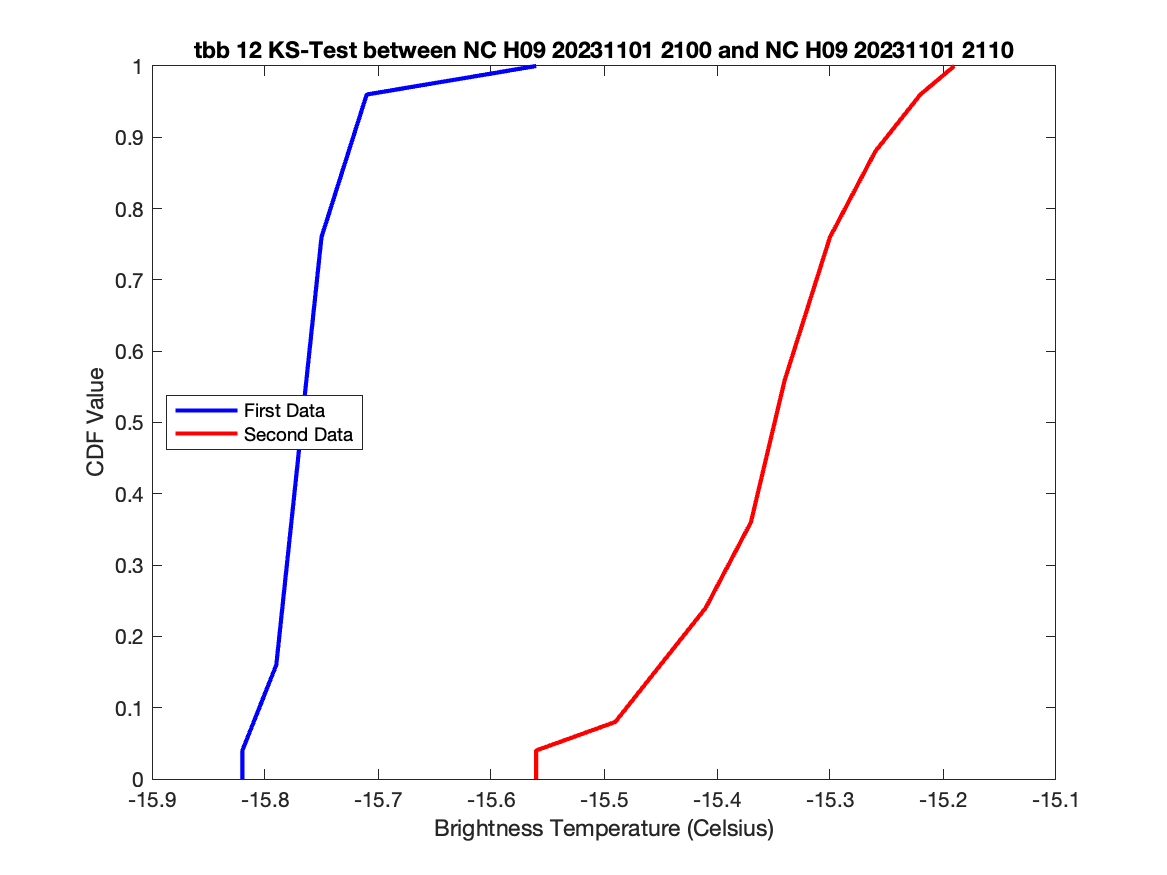 tbb 12 KS-Test between NC H09 20231101 2100 and NC H09 20231101 2110
1
0.9
0.8
0.7
0.6
0.5
0.4
0.3
0.2
0.1
0
CDF Value
First Data
Second Data
-15.9 -15.8 -15.7 -15.6 -15.5 -15.4 -15.3 -15.2 -15.1
Brightness Temperature (Celsius)